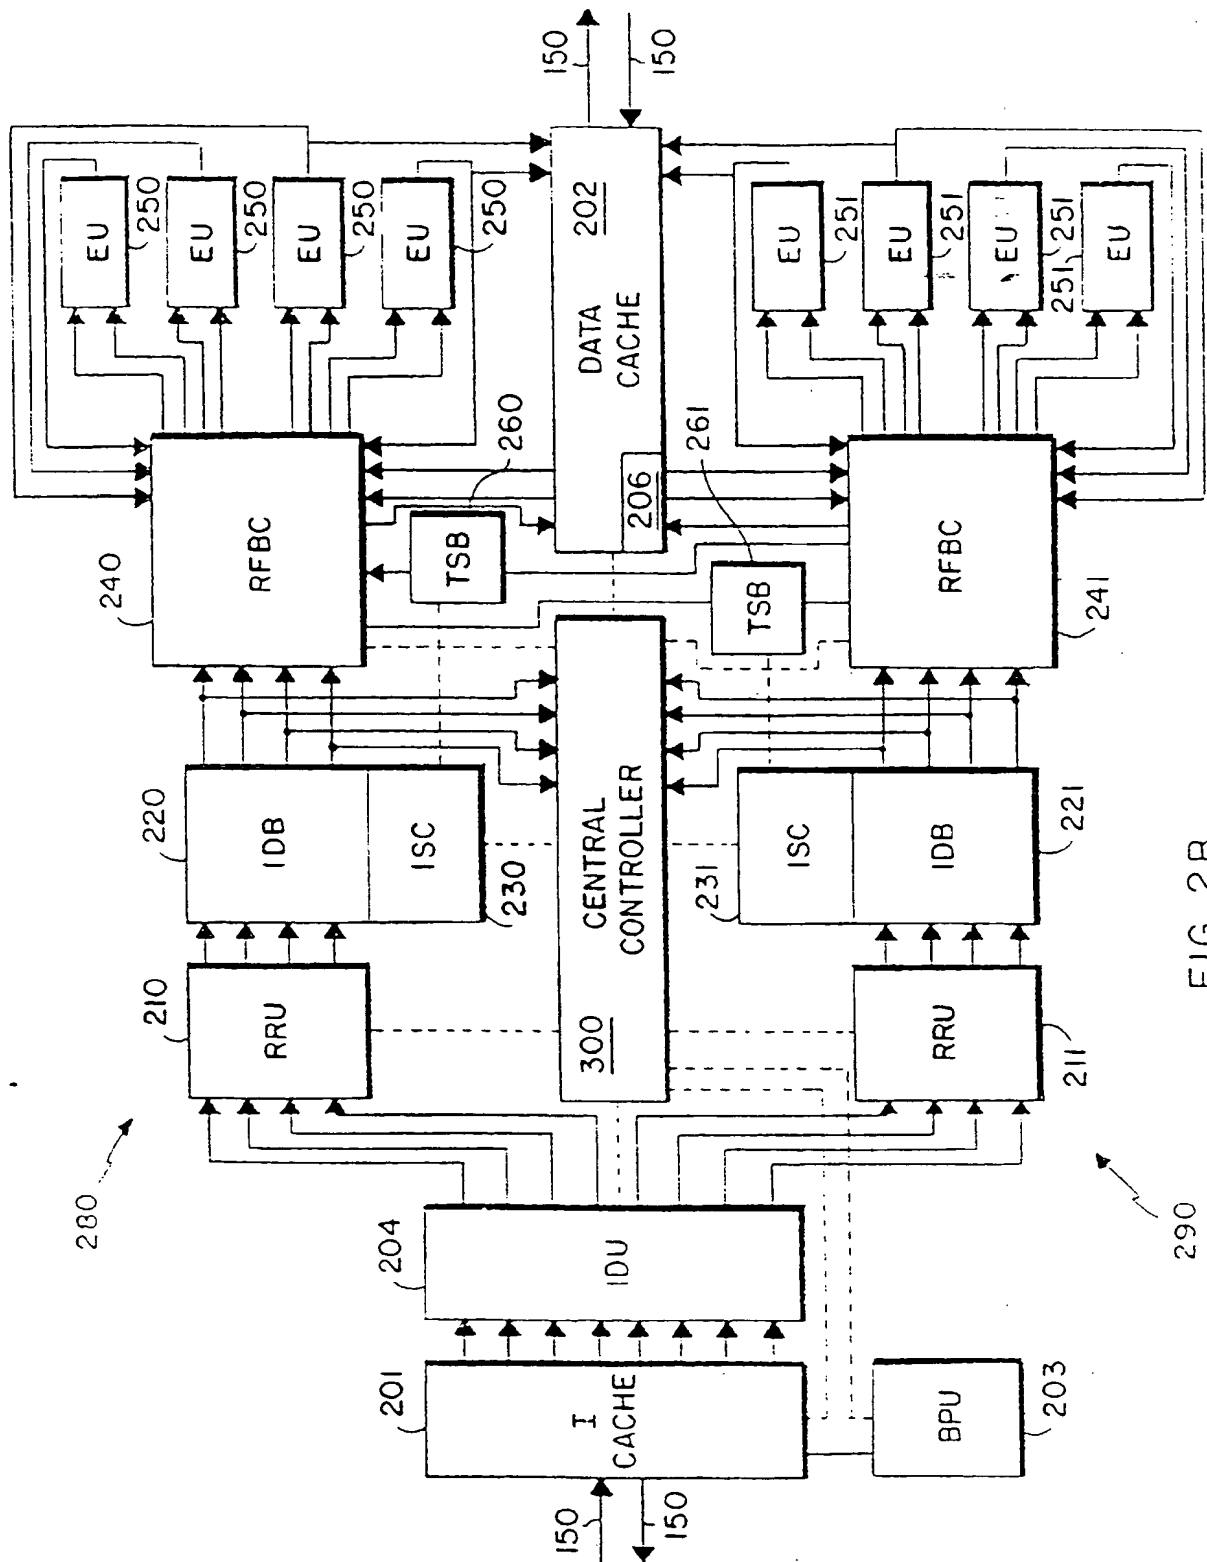 280
290
150
150
201
I
CACHE
BPU
203
204
IDU
210
RRU
RRU
211
220
IDB
ISC
230
231
ISC
IDB
221
300
CENTRAL
CONTROLLER
240
RFBC
TSB
260
TSB
261
RFBC
241
DATA
CACHE
202
206
EU
250
EU
250
EU
250
EU
250
EU
251
EU
251
EU
251
EU
251
150
150
FIG. 2B